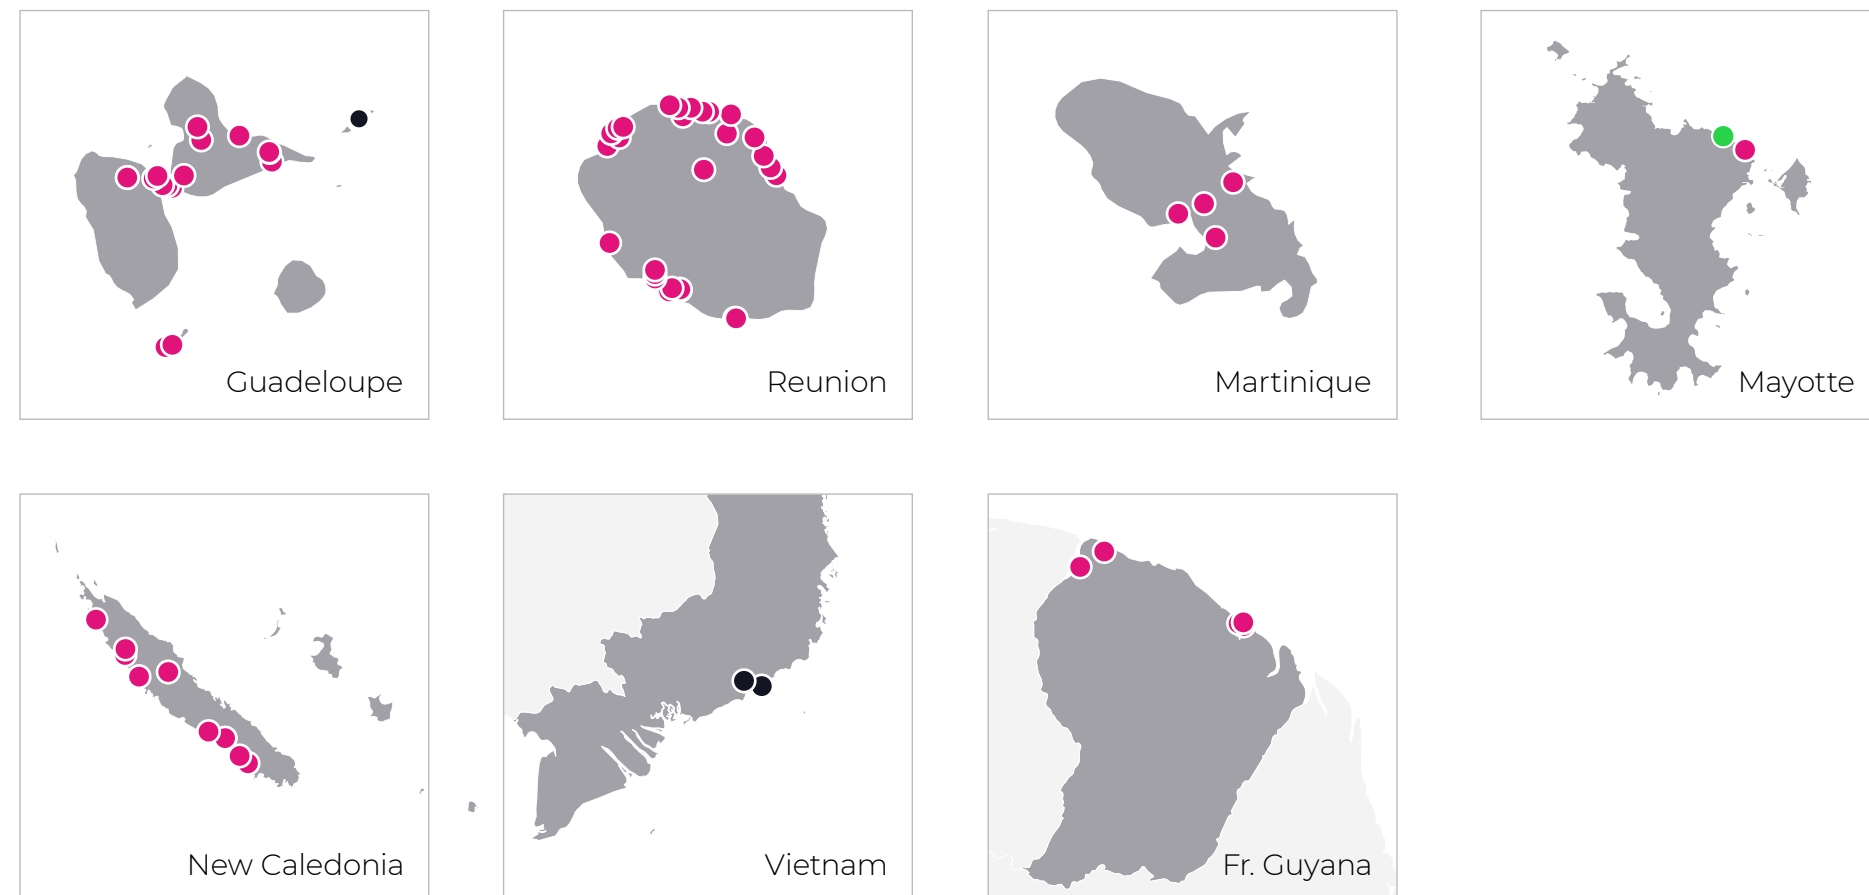 Guadeloupe
Reunion
Martinique
Mayotte
New Caledonia
Vietnam
Fr. Guyana